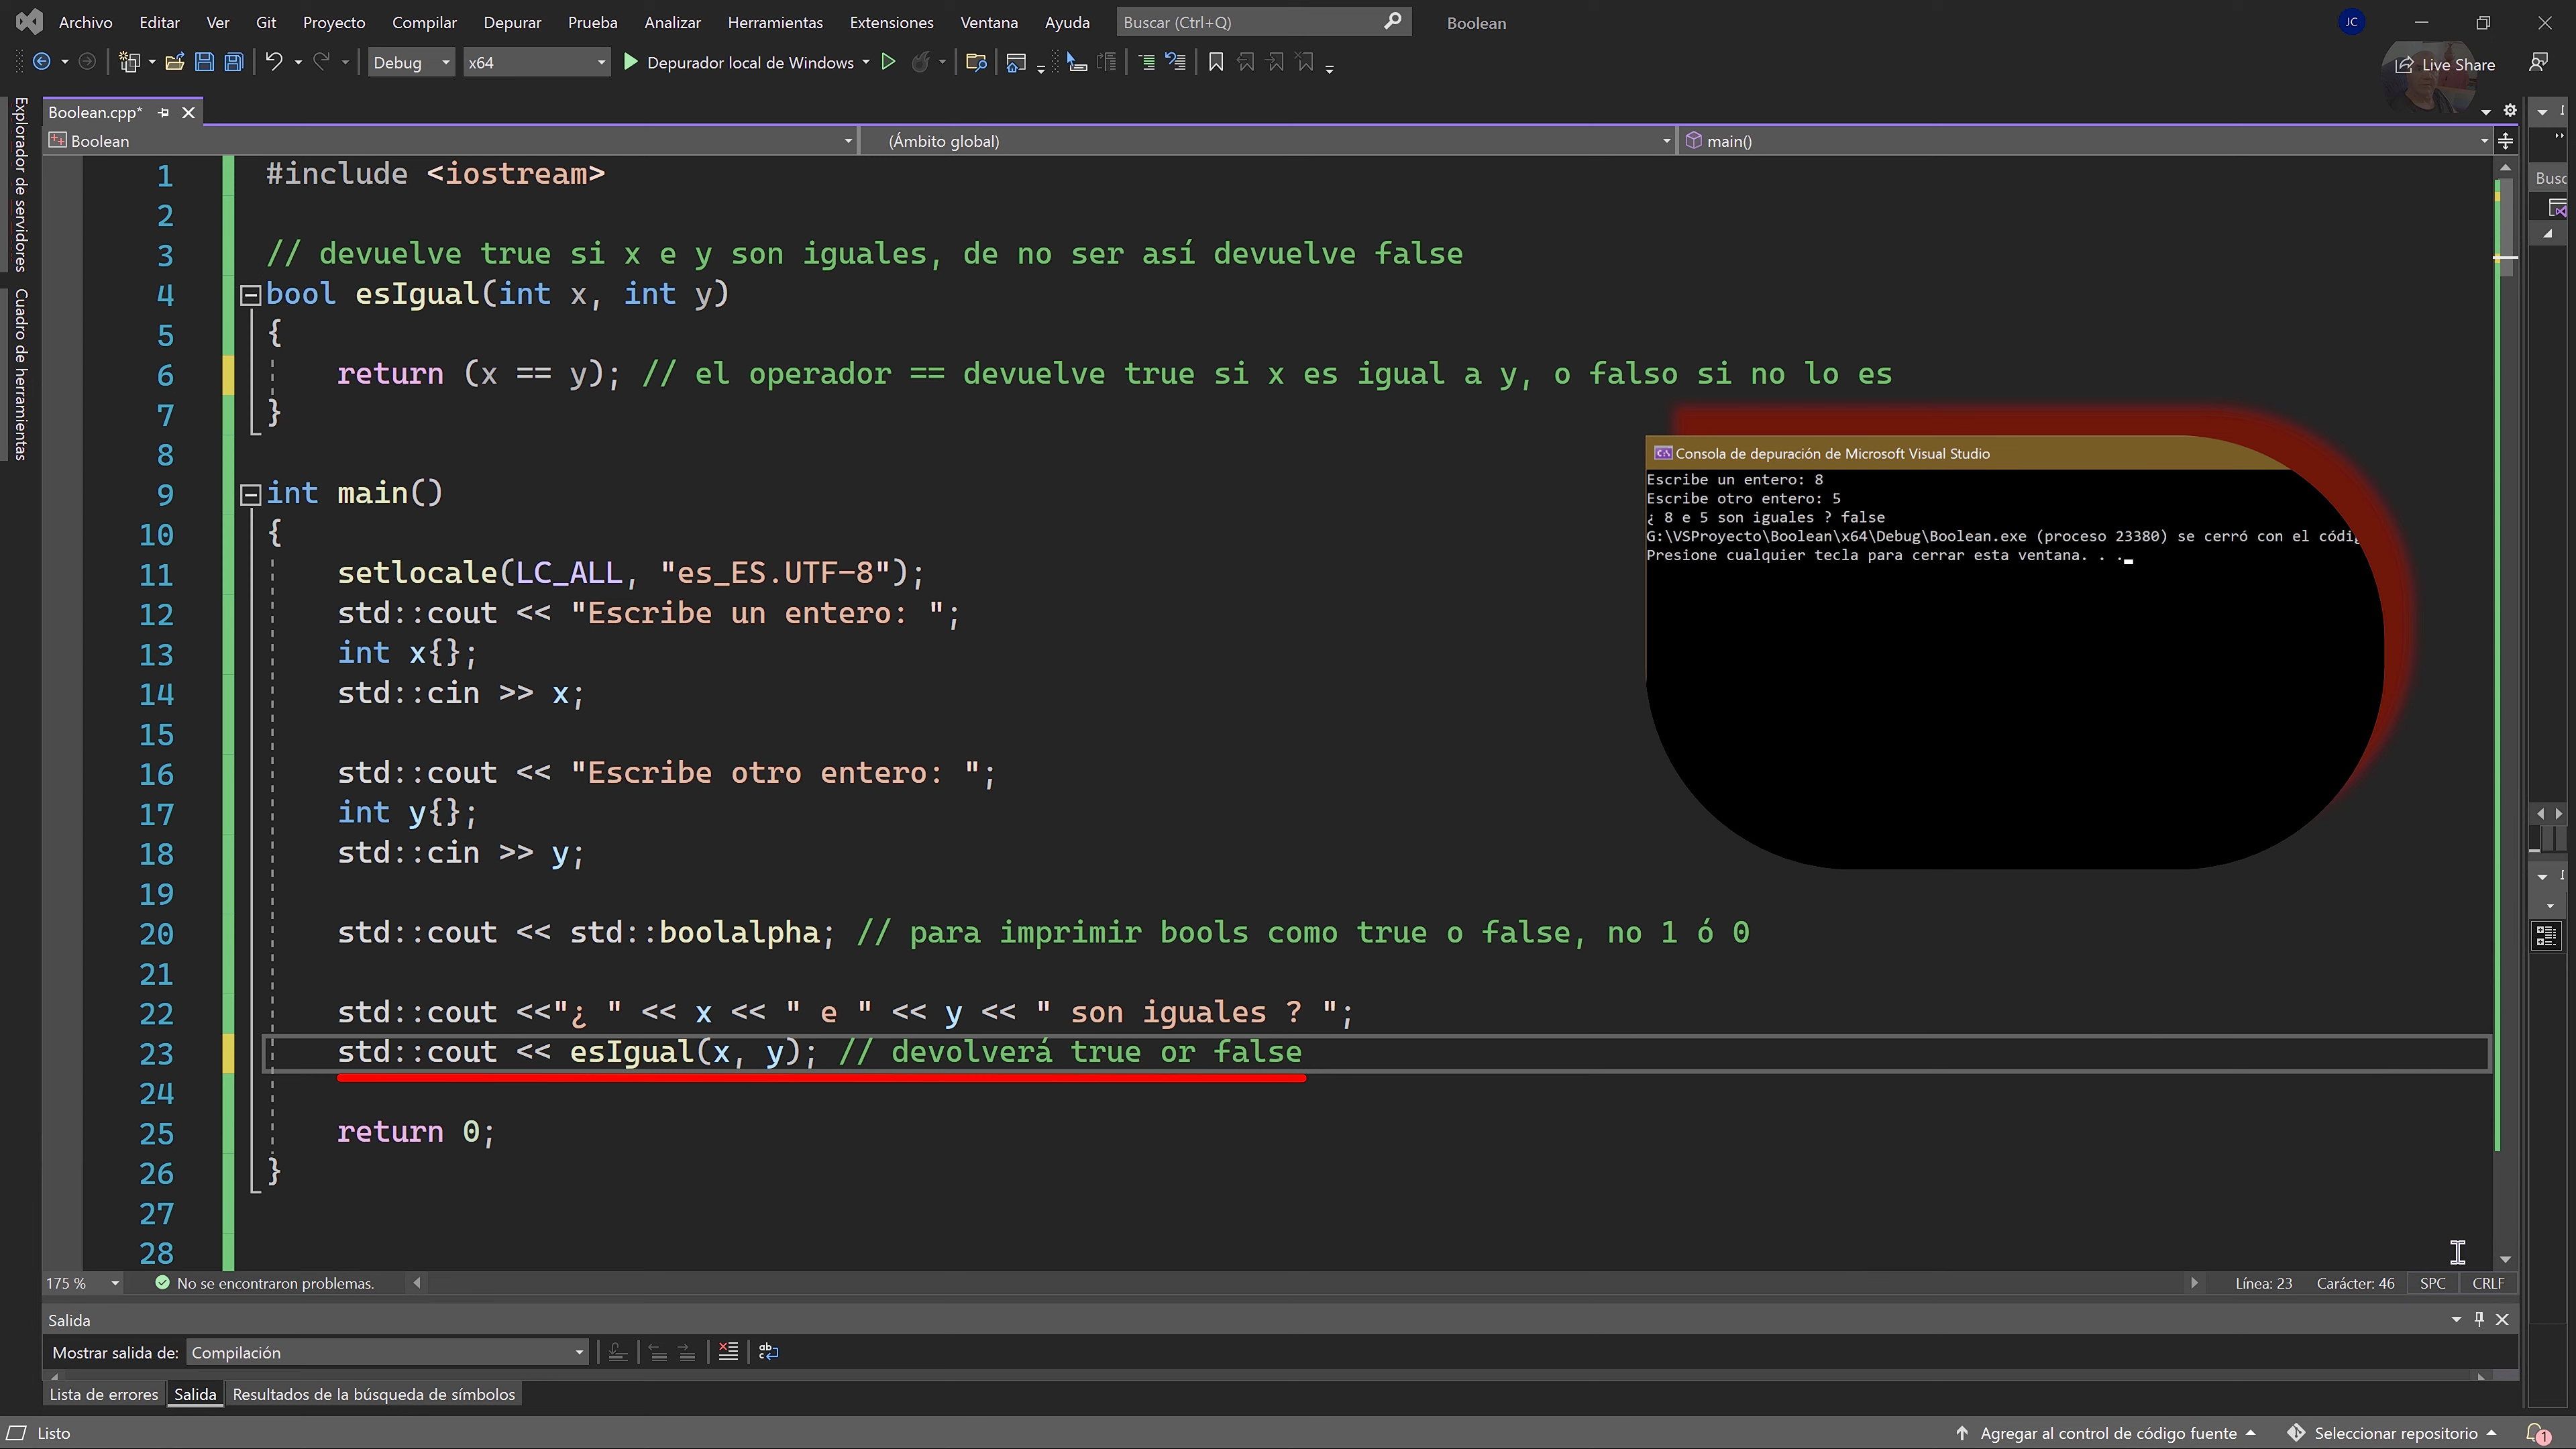 Archivo Editar Ver Git Proyecto Compilar Depurar Prueba Analizar Herramientas Extensiones Ventana Ayuda Buscar (Ctrl+Q) Boolean JC
Debug x64 Depurador local de Windows Live Share
Explorador de servidores
Cuadro de herramientas
Boolean.cpp*
Boolean (Ámbito global) main()
1 #include <iostream>
2
3 // devuelve true si x e y son iguales, de no ser así devuelve false
4 bool esIgual(int x, int y)
5 {
6 return (x == y); // el operador == devuelve true si x es igual a y, o falso si no lo es
7 }
8
9 int main()
10 {
11 setlocale(LC_ALL, "es_ES.UTF-8");
12 std::cout << "Escribe un entero: ";
13 int x{};
14 std::cin >> x;
15
16 std::cout << "Escribe otro entero: ";
17 int y{};
18 std::cin >> y;
19
20 std::cout << std::boolalpha; // para imprimir bools como true o false, no 1 ó 0
21
22 std::cout <<"¿ " << x << " e " << y << " son iguales ? ";
23 std::cout << esIgual(x, y); // devolverá true or false
24
25 return 0;
26 }
27
28
Consola de depuración de Microsoft Visual Studio
Escribe un entero: 8
Escribe otro entero: 5
¿ 8 e 5 son iguales ? false
G:\VSProyecto\Boolean\x64\Debug\Boolean.exe (proceso 23380) se cerró con el códig
Presione cualquier tecla para cerrar esta ventana. . .
Busc
175 % No se encontraron problemas. Línea: 23 Carácter: 46 SPC CRLF
Salida
Mostrar salida de: Compilación
Lista de errores Salida Resultados de la búsqueda de símbolos
Listo Agregar al control de código fuente Seleccionar repositorio 1